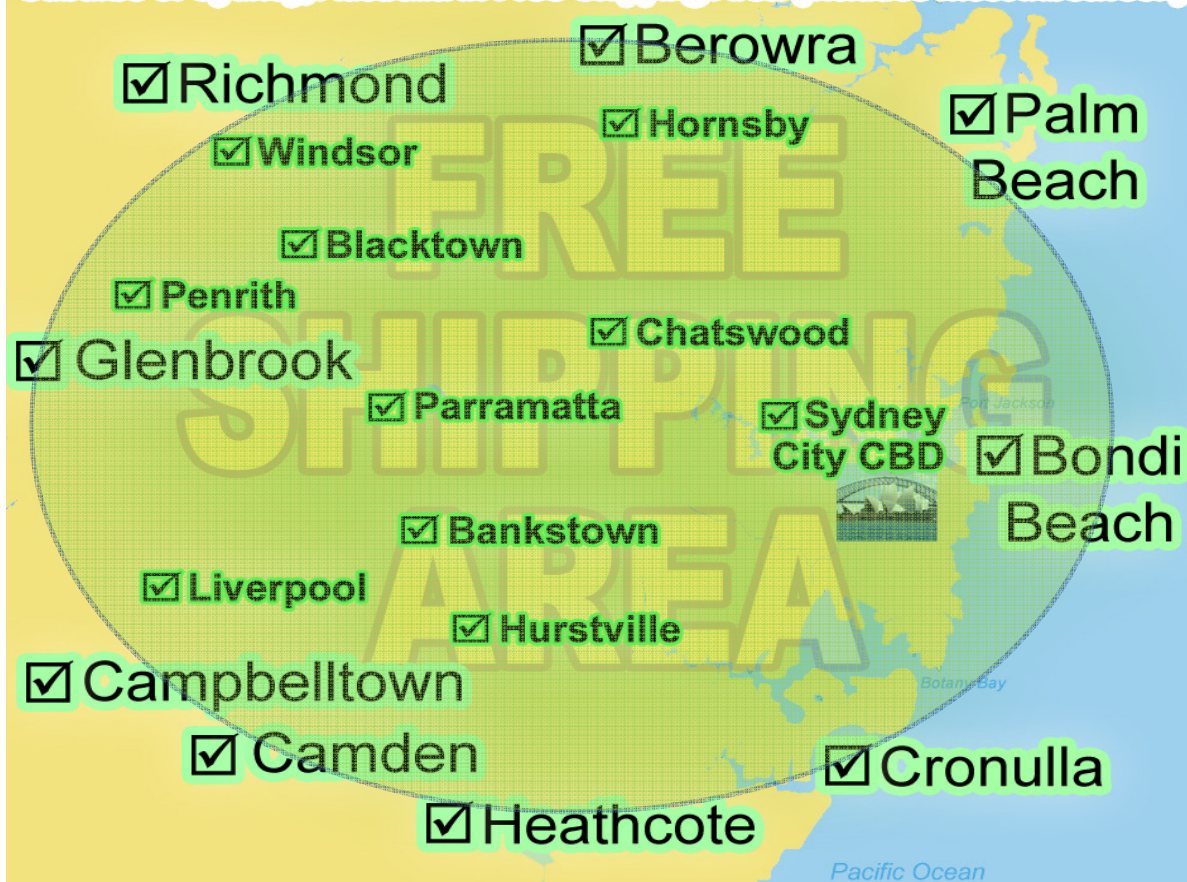 ☑ Berowra
☑ Richmond
☑ Palm
Beach
☑ Hornsby
☑ Windsor
FREE
☑ Blacktown
☑ Penrith
☑ Chatswood
☑ Glenbrook
SHIPPING
☑ Parramatta
☑ Sydney
City CBD
Port Jackson
☑ Bondi
Beach
☑ Bankstown
☑ Liverpool
AREA
☑ Hurstville
☑ Campbelltown
Botany Bay
☑ Camden
☑ Cronulla
☑ Heathcote
Pacific Ocean